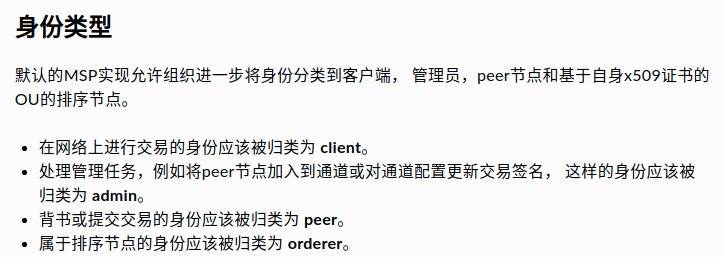 身份类型
默认的MSP实现允许组织进一步将身份分类到客户端， 管理员，peer节点和基于自身x509证书的
OU的排序节点。
在网络上进行交易的身份应该被归类为 client。
处理管理任务，例如将peer节点加入到通道或对通道配置更新交易签名， 这样的身份应该被
归类为 admin。
背书或提交交易的身份应该被归类为 peer。
属于排序节点的身份应该被归类为 orderer。